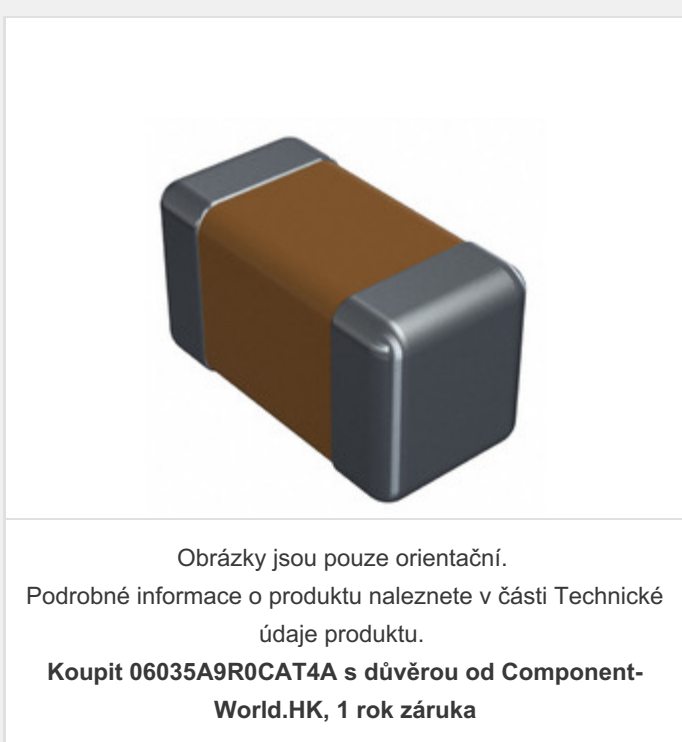 Obrázky jsou pouze orientační.
Podrobné informace o produktu naleznete v části Technické
údaje produktu.
Koupit 06035A9R0CAT4A s důvěrou od Component-
World.HK, 1 rok záruka